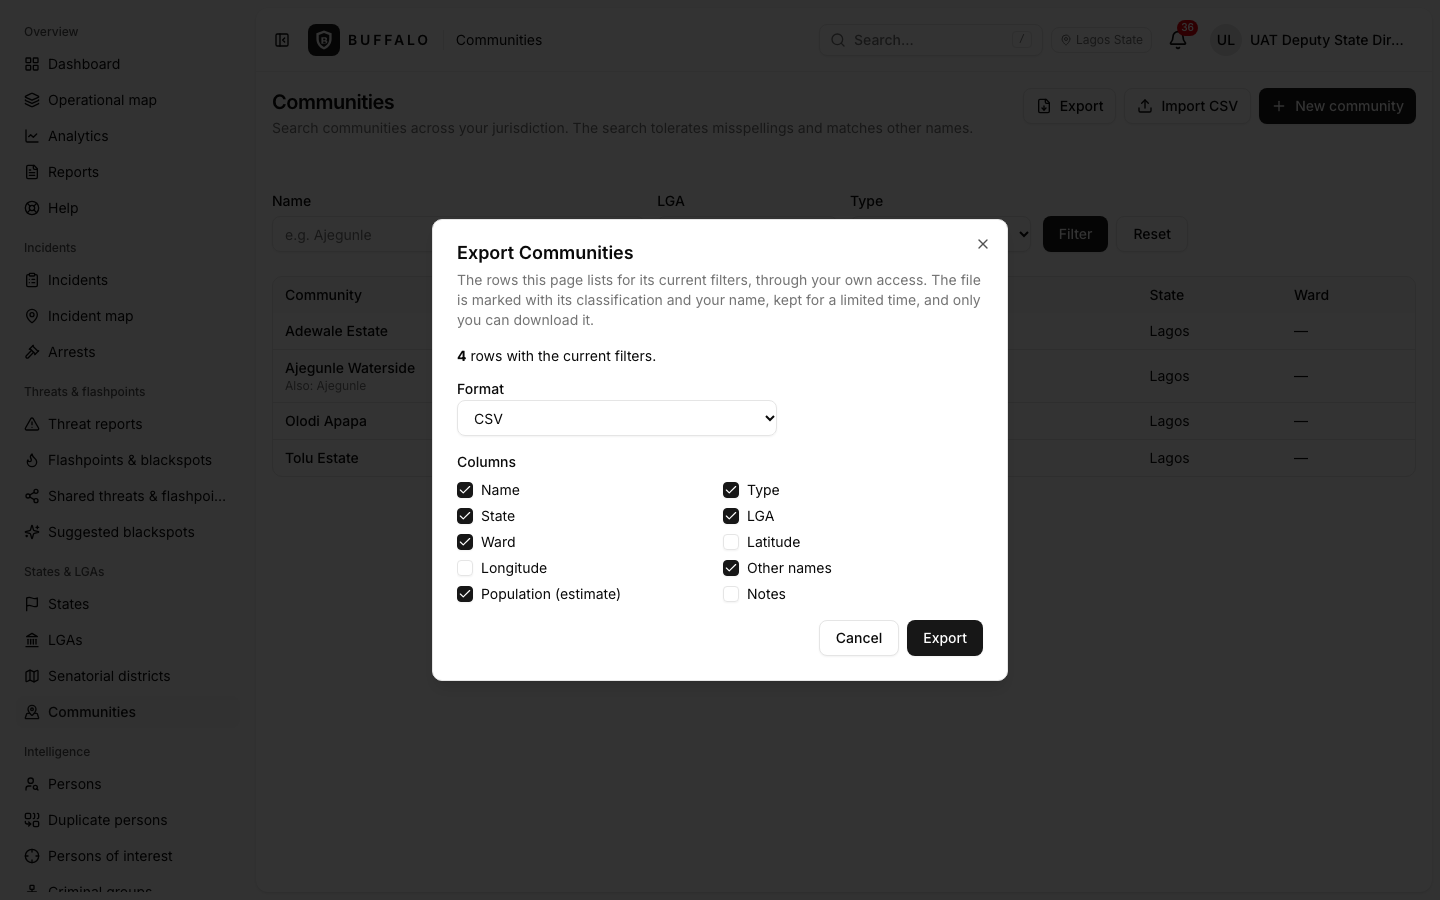 Overview
Dashboard
Operational map
Analytics
Reports
Help
Incidents
Incidents
Incident map
Arrests
Threats & flashpoints
Threat reports
Flashpoints & blackspots
Shared threats & flashpoi...
Suggested blackspots
States & LGAs
States
LGAs
Senatorial districts
Communities
Intelligence
Persons
Duplicate persons
Persons of interest
Criminal groups
BUFFALO
Communities
Search...
/
Lagos State
36
UL
UAT Deputy State Dir...
Communities
Search communities across your jurisdiction. The search tolerates misspellings and matches other names.
Export
Import CSV
New community
Name
LGA
Type
e.g. Ajegunle
Filter
Reset
Community
State
Ward
Adewale Estate
Lagos
—
Ajegunle Waterside
Also: Ajegunle
Lagos
—
Olodi Apapa
Lagos
—
Tolu Estate
Lagos
—
Export Communities
The rows this page lists for its current filters, through your own access. The file
is marked with its classification and your name, kept for a limited time, and only
you can download it.
4 rows with the current filters.
Format
CSV
Columns
Name
Type
State
LGA
Ward
Latitude
Longitude
Other names
Population (estimate)
Notes
Cancel
Export